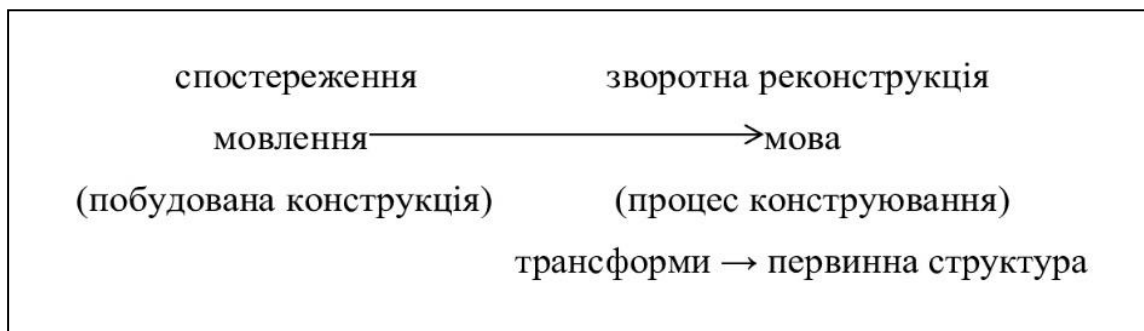 спостереження зворотна реконструкція
мовлення мова
(побудована конструкція) (процес конструювання)
трансформи → первинна структура